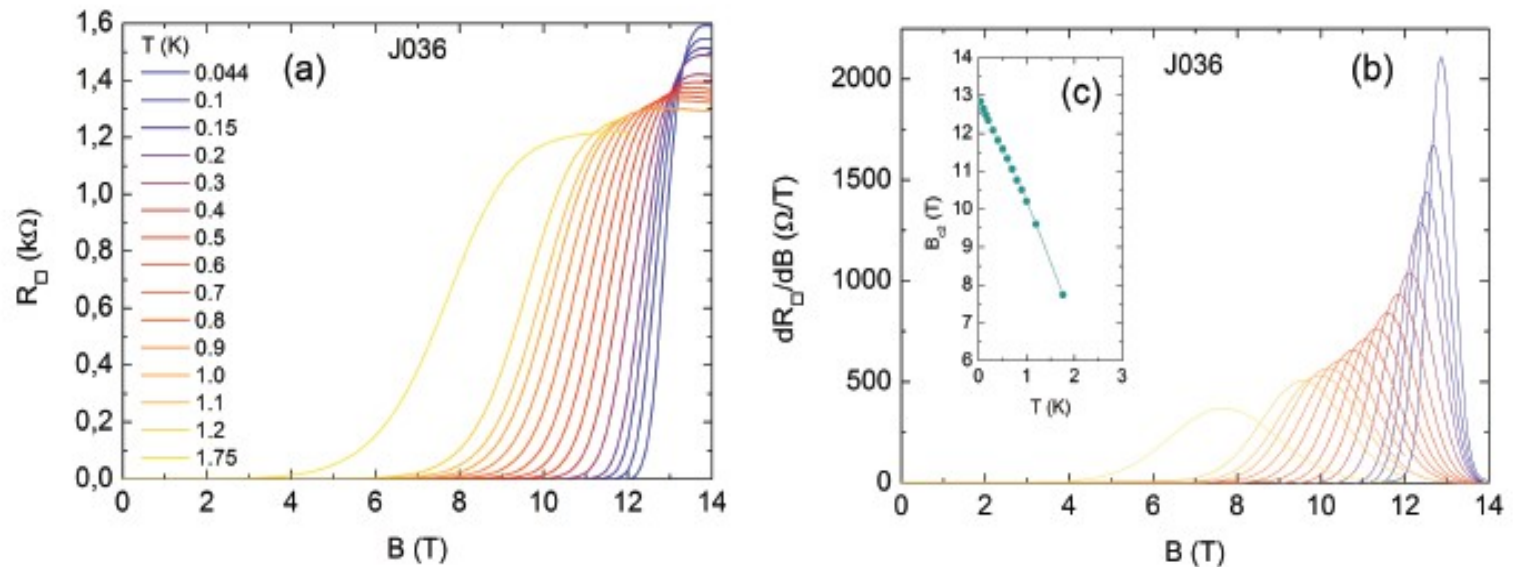 J036
(a)
T (K)
0.044
0.1
0.15
0.2
0.3
0.4
0.5
0.6
0.7
0.8
0.9
1.0
1.1
1.2
1.75
R□ (kΩ)
1,6
1,4
1,2
1,0
0,8
0,6
0,4
0,2
0,0
0 2 4 6 8 10 12 14
B (T)
J036
(b)
dR□/dB (Ω/T)
2000
1500
1000
500
0
0 2 4 6 8 10 12 14
B (T)
(c)
B_c2 (T)
14
13
12
11
10
9
8
7
6
0 1 2 3
T (K)